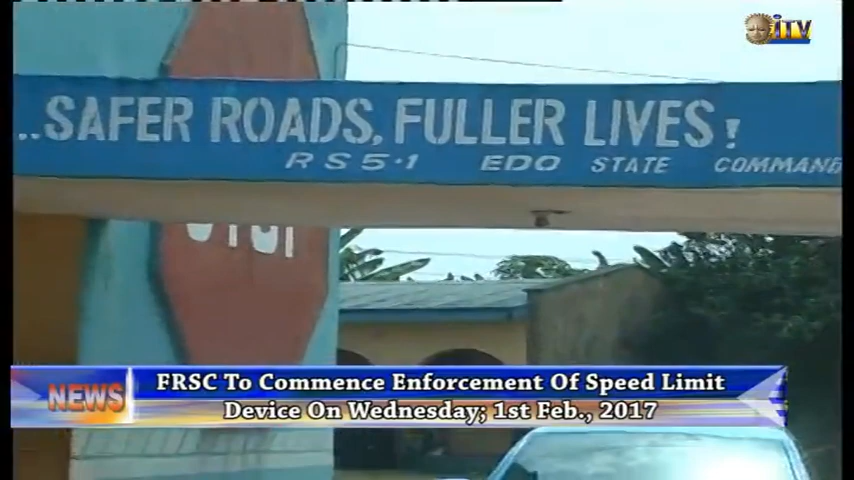 iTV
..SAFER ROADS, FULLER LIVES!
RS5.1 EDO STATE COMMAND
NEWS
FRSC To Commence Enforcement Of Speed Limit
Device On Wednesday; 1st Feb., 2017